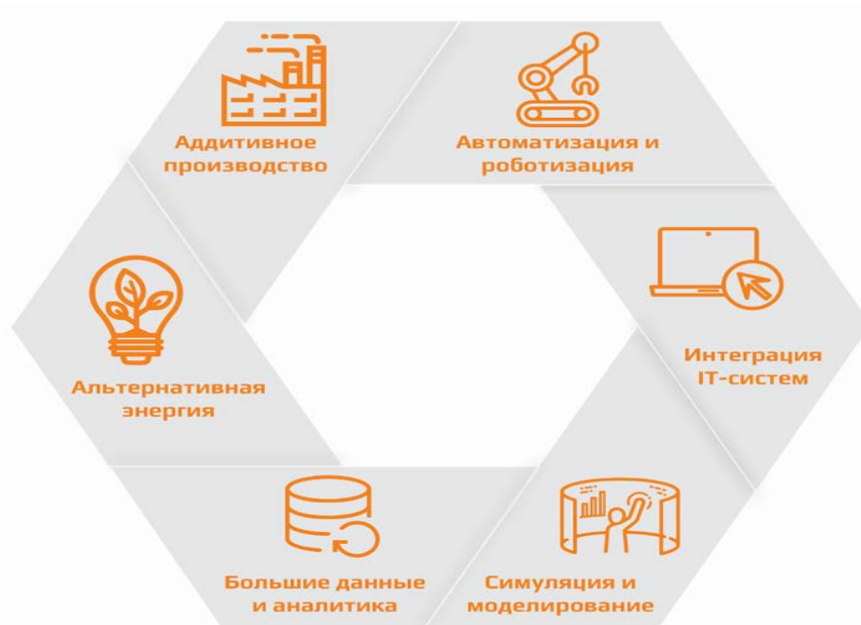 Аддитивное
производство
Автоматизация и
роботизация
Интеграция
IT-систем
Альтернативная
энергия
Большие данные
и аналитика
Симуляция и
моделирование